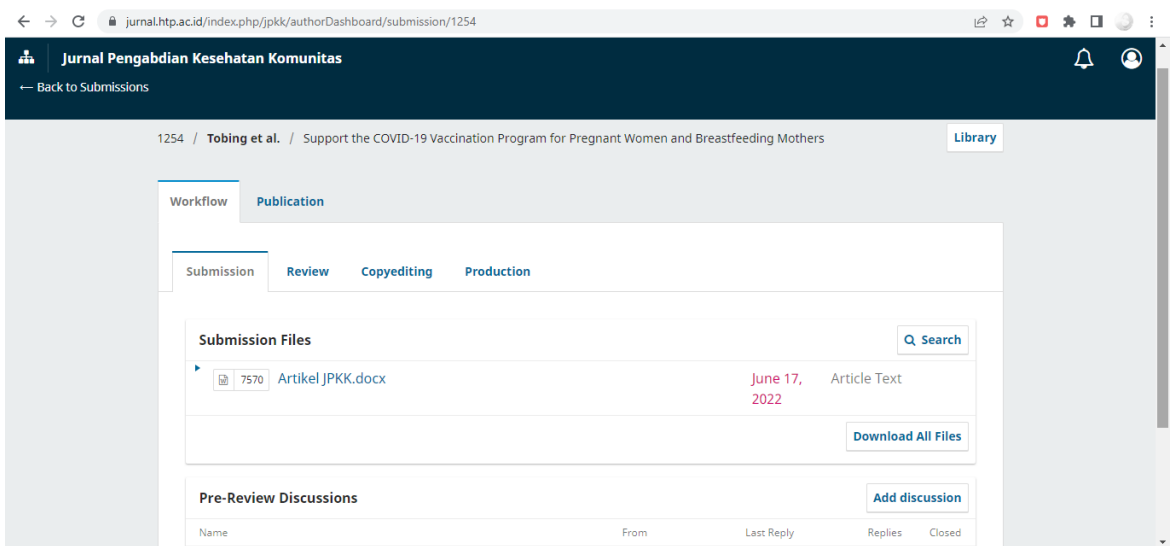 jurnal.htp.ac.id/index.php/jpkk/authorDashboard/submission/1254
Jurnal Pengabdian Kesehatan Komunitas
← Back to Submissions
1254 / Tobing et al. / Support the COVID-19 Vaccination Program for Pregnant Women and Breastfeeding Mothers
Library
Workflow Publication
Submission Review Copyediting Production
Submission Files Search
7570 Artikel JPKK.docx June 17, Article Text
2022
Download All Files
Pre-Review Discussions Add discussion
Name From Last Reply Replies Closed